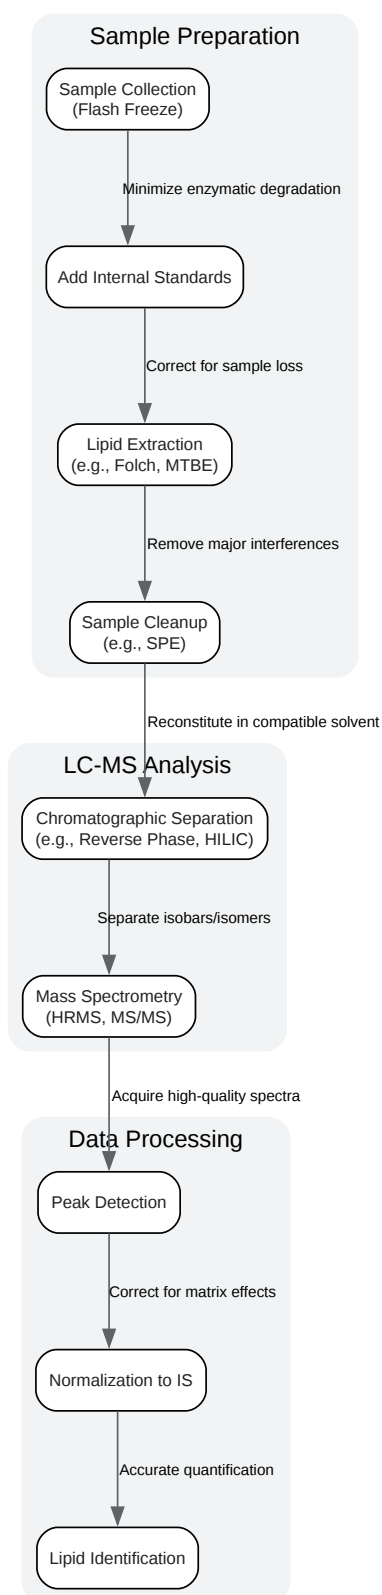 Sample Preparation
Sample Collection
(Flash Freeze)
Minimize enzymatic degradation
Add Internal Standards
Correct for sample loss
Lipid Extraction
(e.g., Folch, MTBE)
Remove major interferences
Sample Cleanup
(e.g., SPE)
Reconstitute in compatible solvent
LC-MS Analysis
Chromatographic Separation
(e.g., Reverse Phase, HILIC)
Separate isobars/isomers
Mass Spectrometry
(HRMS, MS/MS)
Acquire high-quality spectra
Data Processing
Peak Detection
Correct for matrix effects
Normalization to IS
Accurate quantification
Lipid Identification